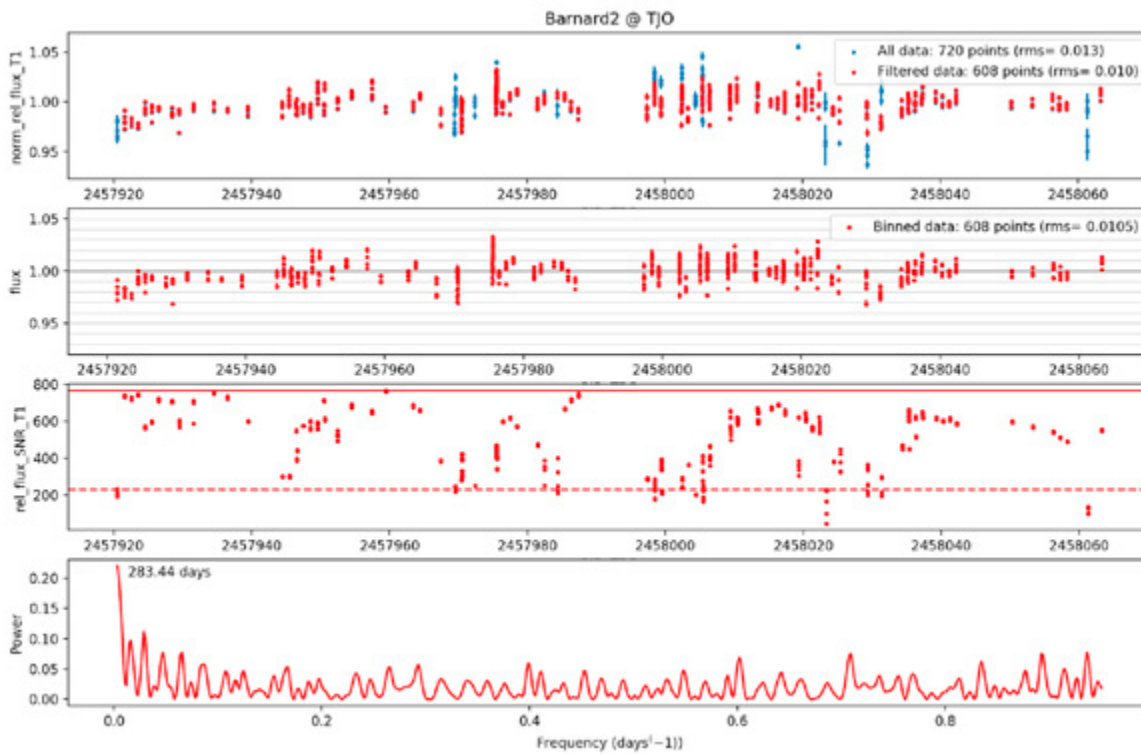 Barnard2 @ TJO
norm_rel_flux_T1
1.05
1.00
0.95
All data: 720 points (rms= 0.013)
Filtered data: 608 points (rms= 0.010)
2457920 2457940 2457960 2457980 2458000 2458020 2458040 2458060
flux
1.05
1.00
0.95
Binned data: 608 points (rms= 0.0105)
2457920 2457940 2457960 2457980 2458000 2458020 2458040 2458060
rel_flux_SNR_T1
800
600
400
200
2457920 2457940 2457960 2457980 2458000 2458020 2458040 2458060
Power
0.20
0.15
0.10
0.05
0.00
283.44 days
0.0 0.2 0.4 0.6 0.8
Frequency (days⁽−1))